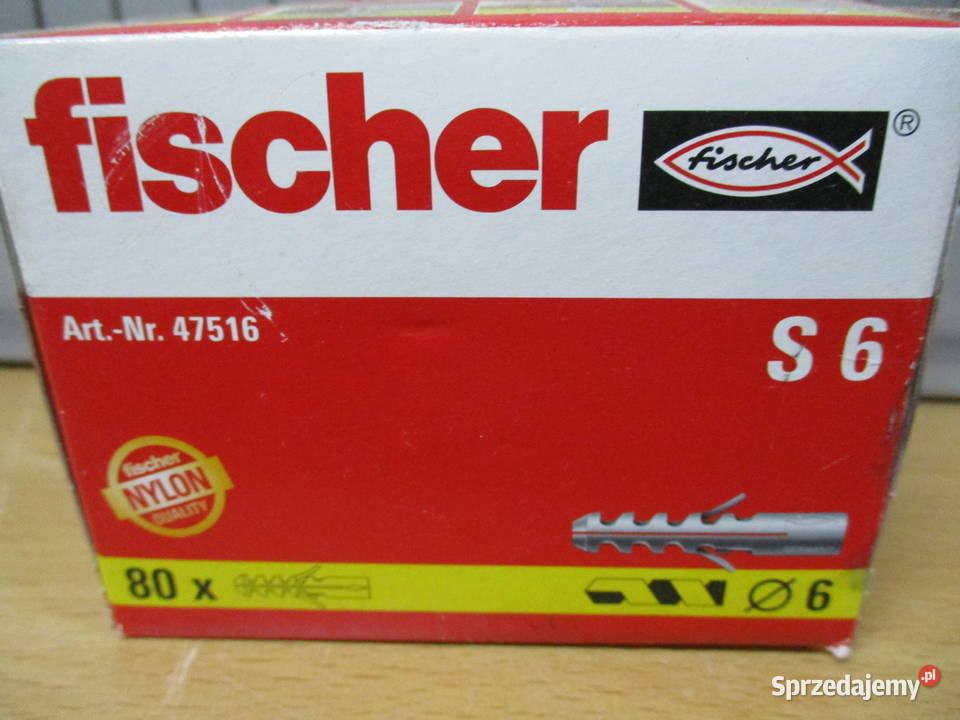 fischer
fischer ®
Art.-Nr. 47516
S 6
fischer
NYLON
QUALITY
80 x
Ø 6
Sprzedajemy.pl